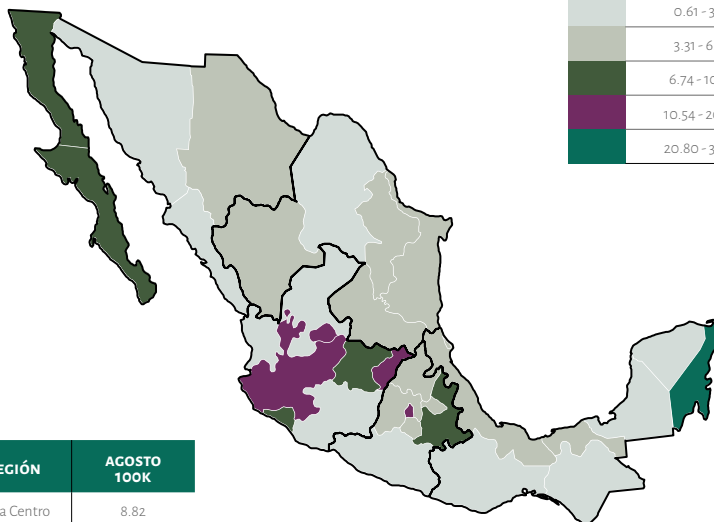 0.61 - 3
3.31 - 6
6.74 - 10
10.54 - 2
20.80 - 3
EGIÓN
AGOSTO
100K
a Centro
8.82